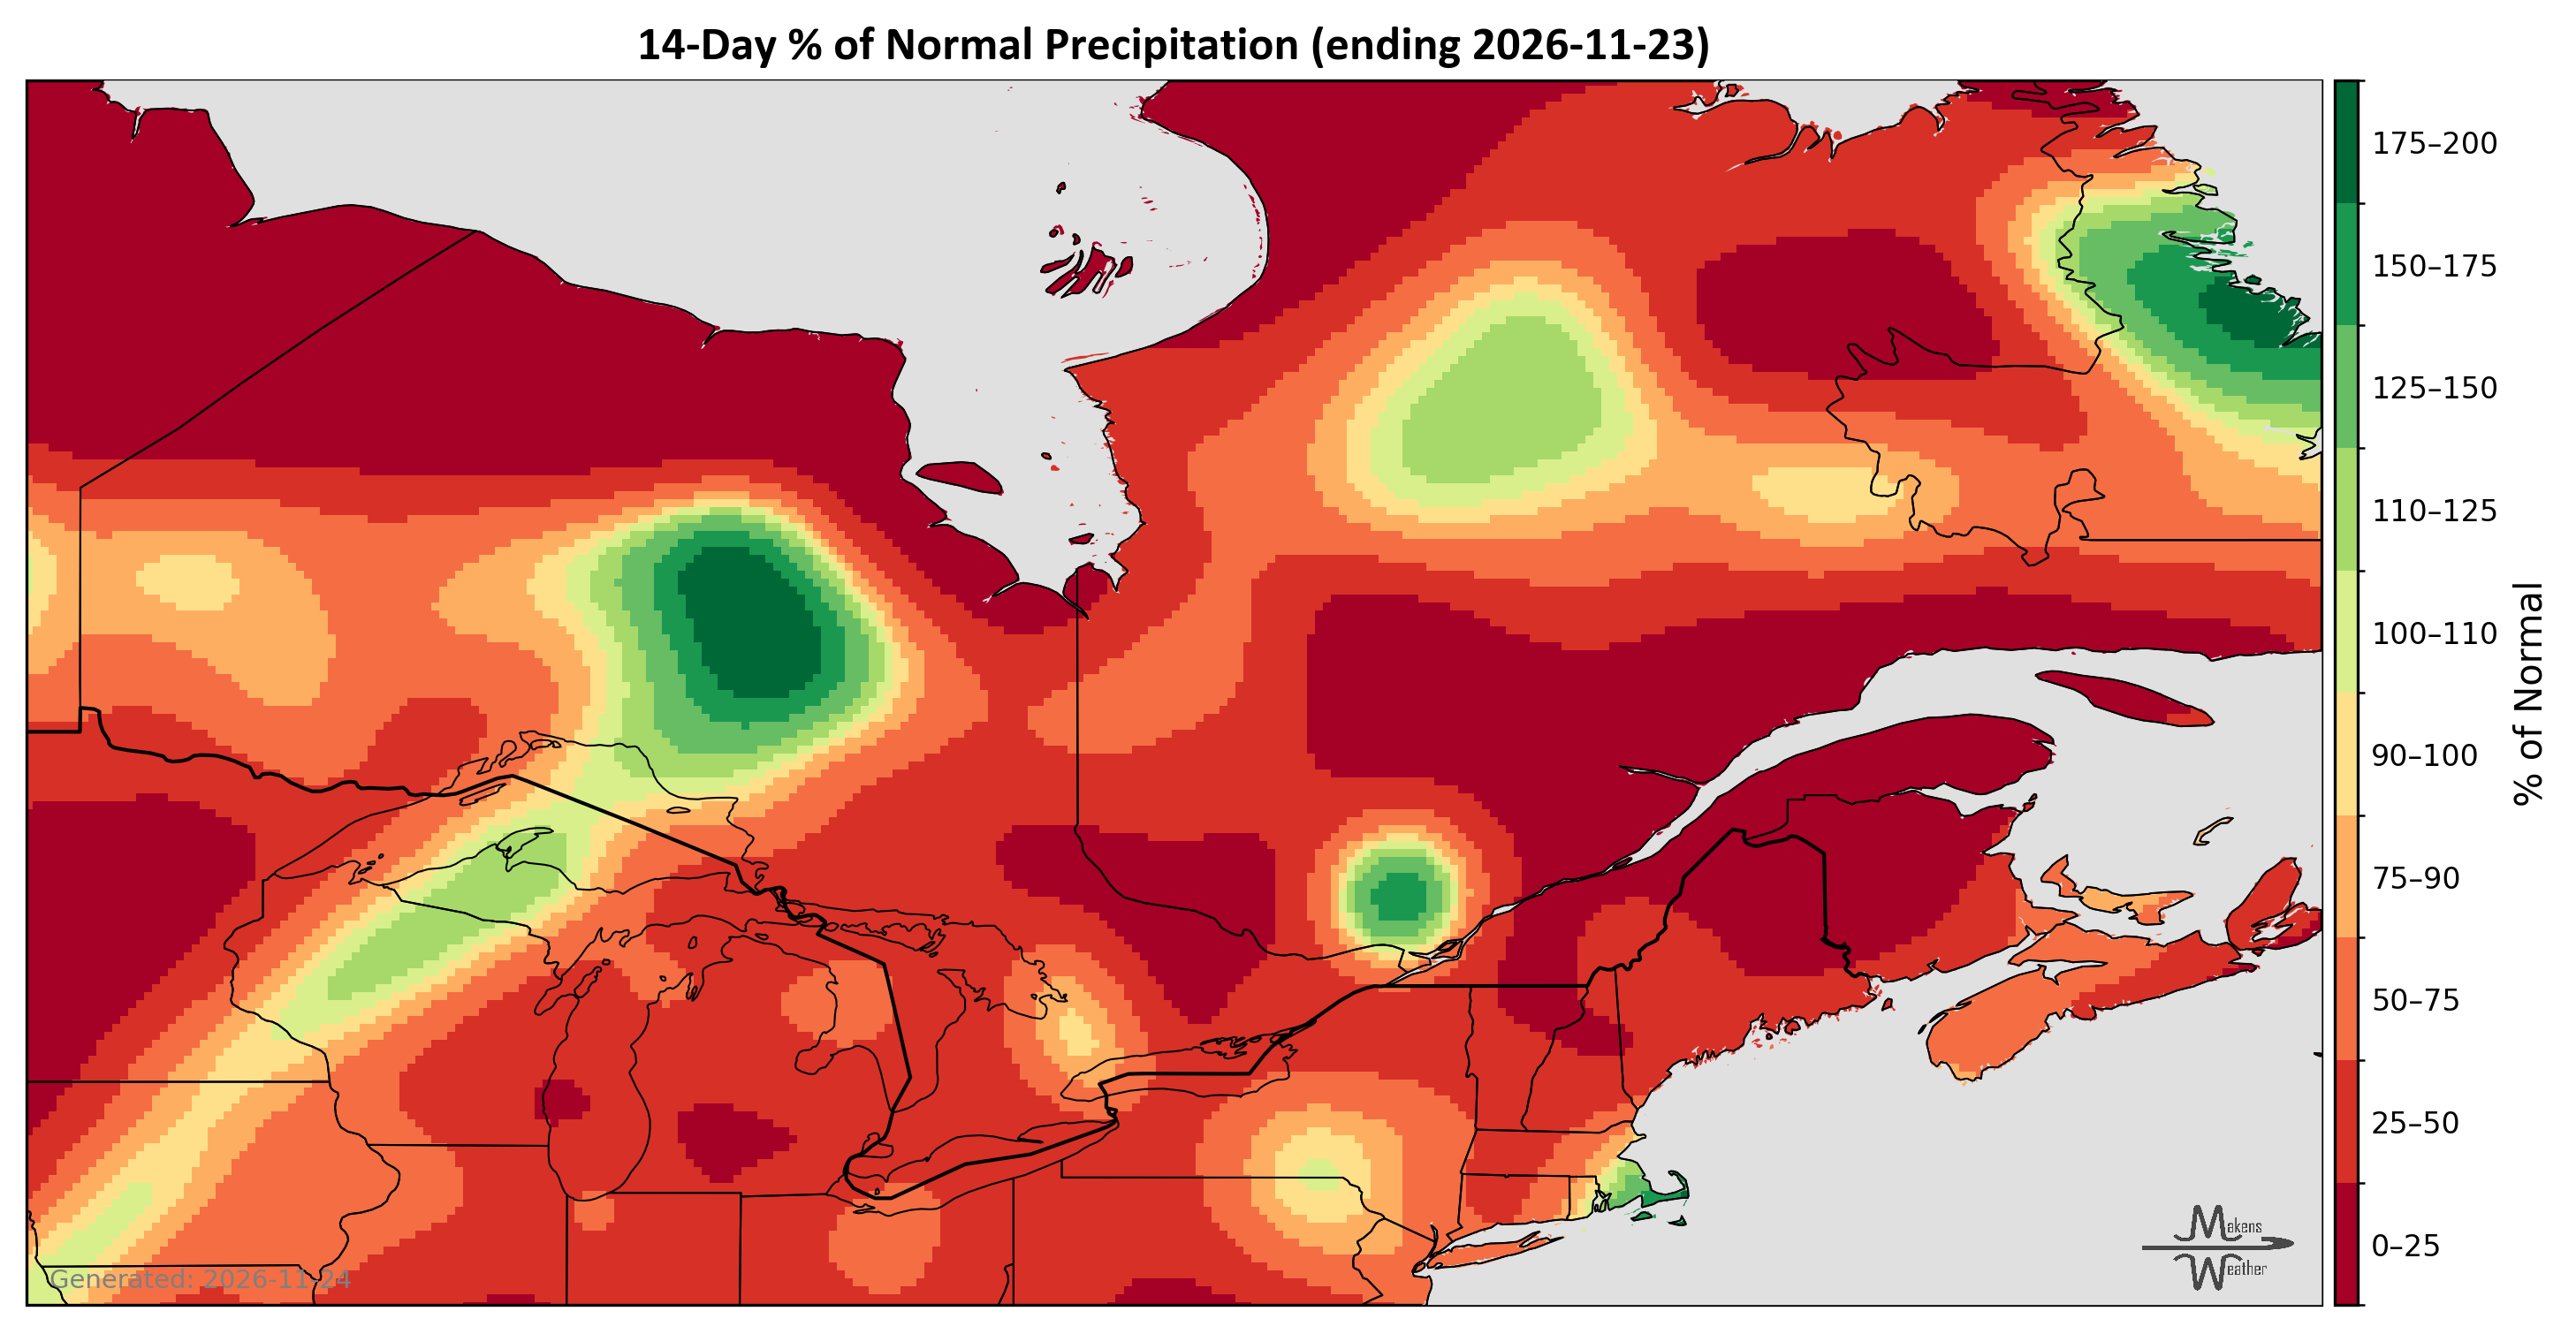 14-Day % of Normal Precipitation (ending 2026-11-23)
175–200
150–175
125–150
110–125
100–110
90–100
75–90
50–75
25–50
0–25
% of Normal
Generated: 2026-11-24
Makens
Weather